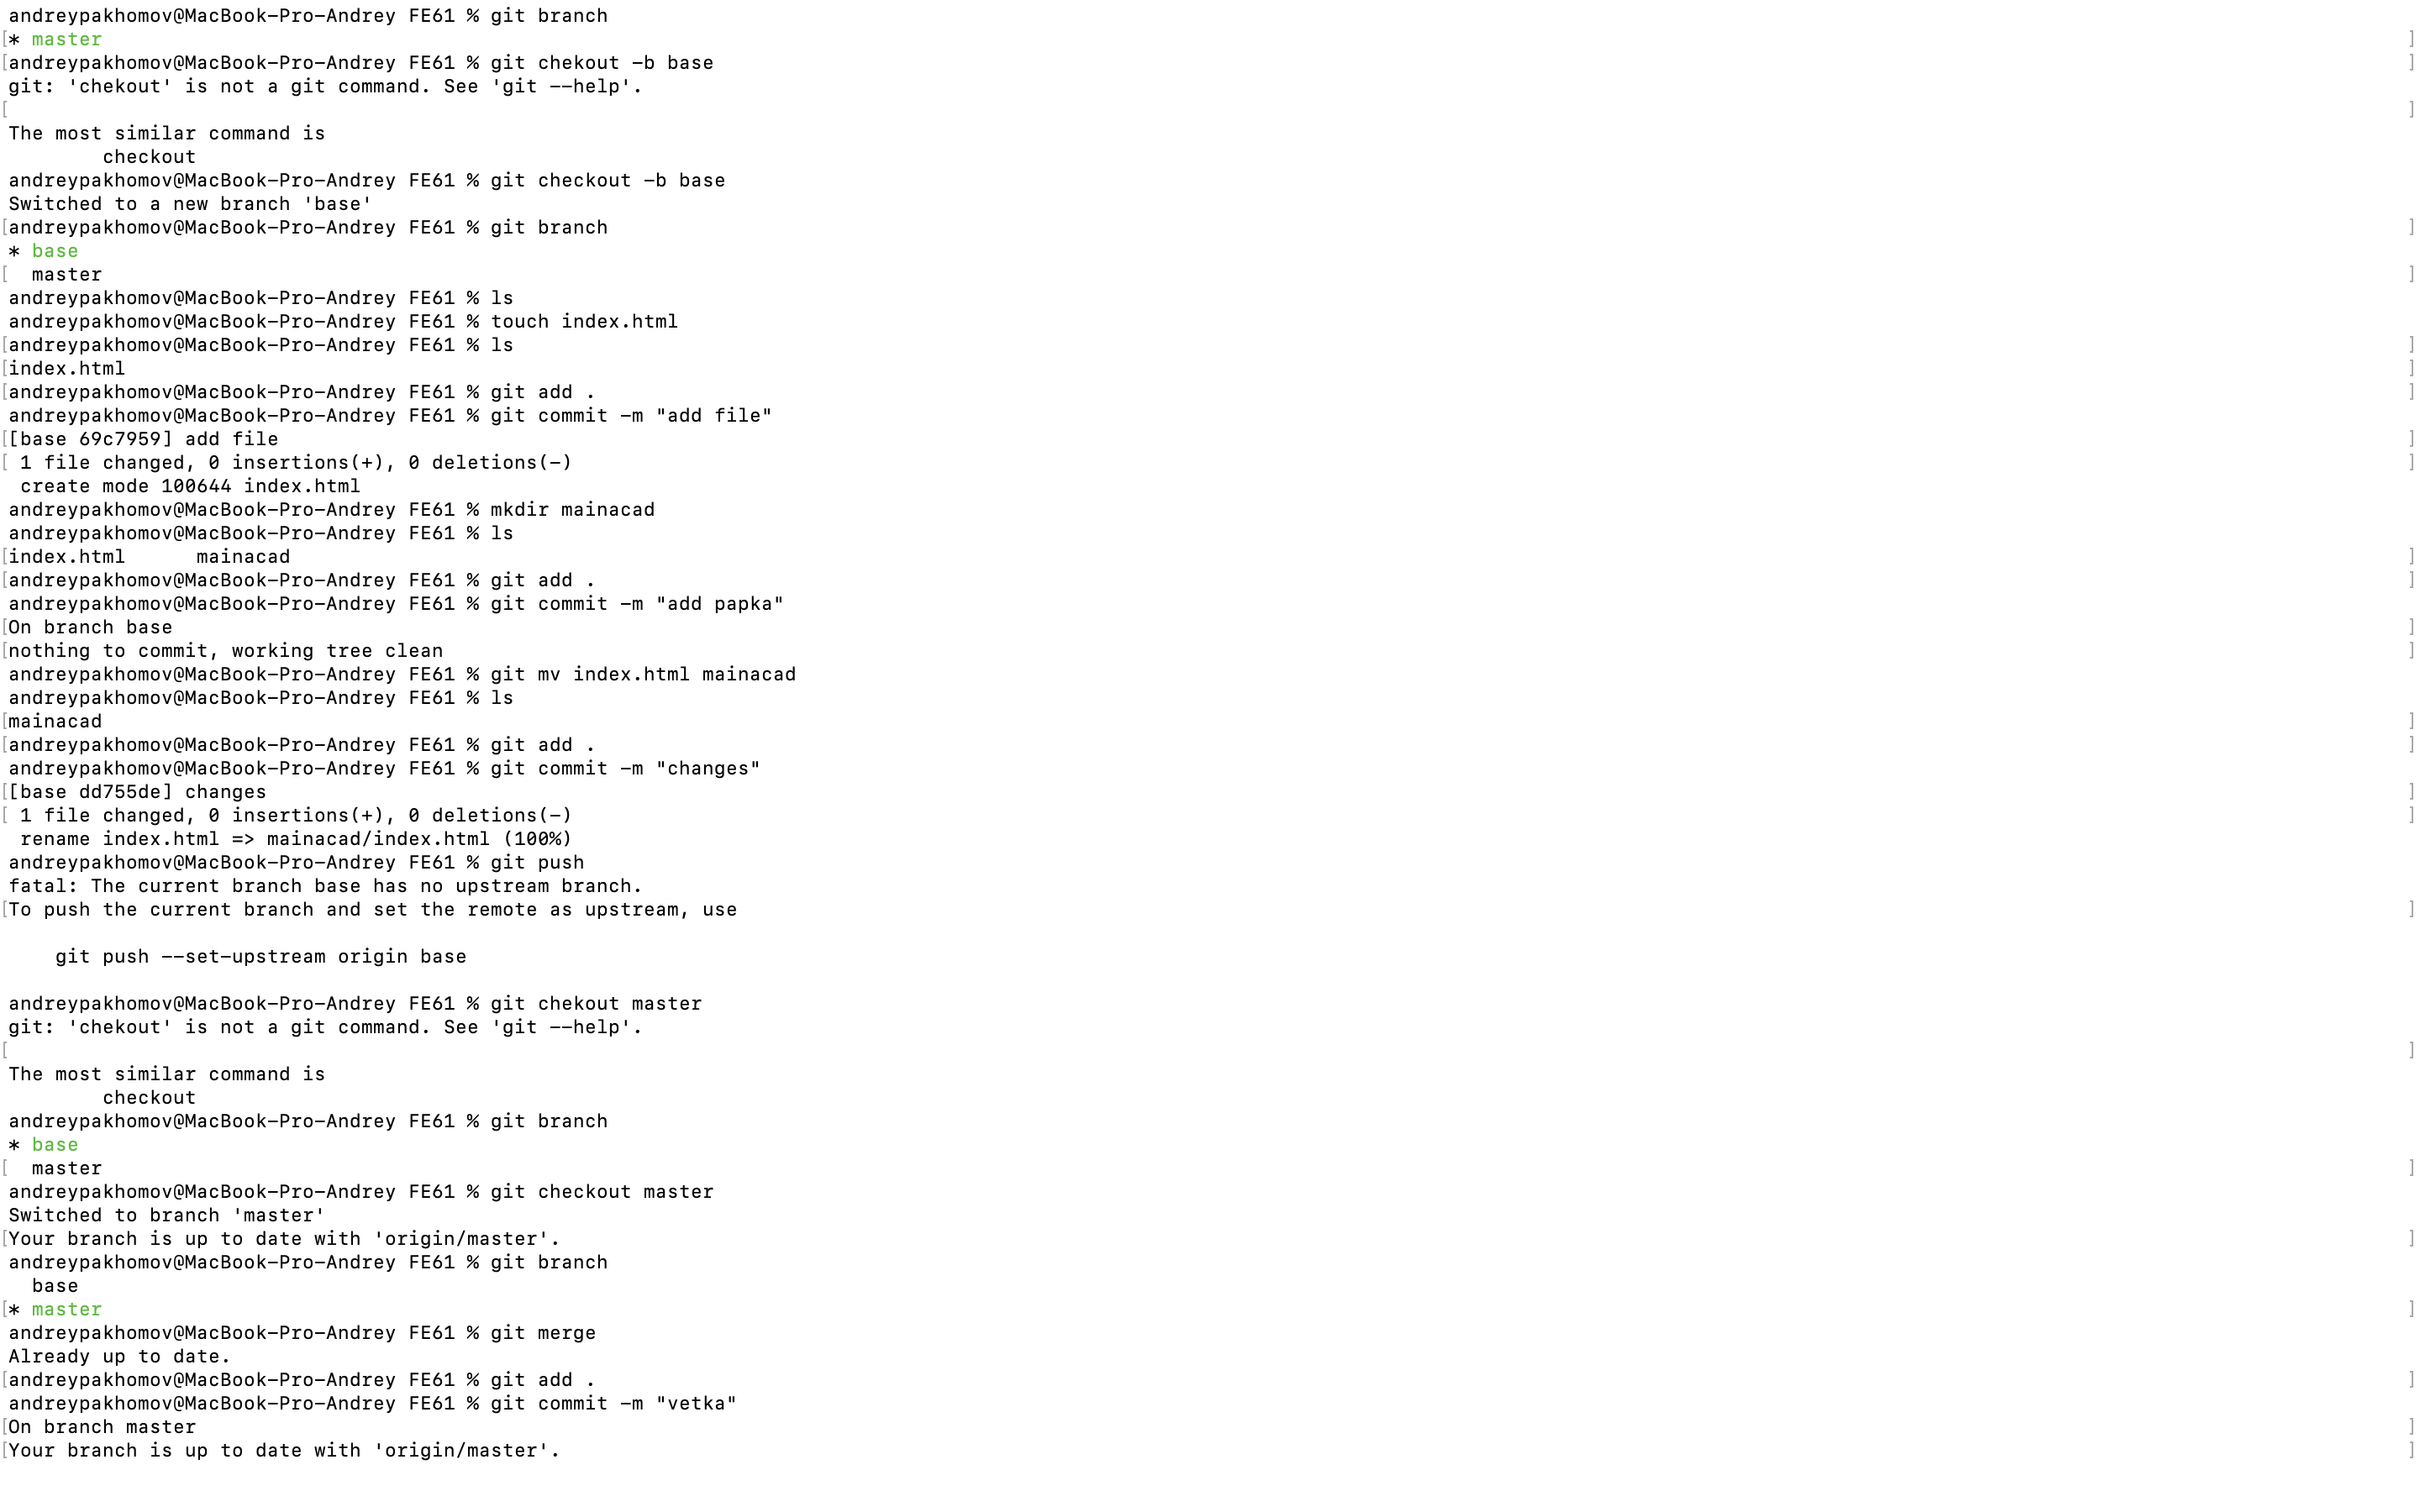 andreypakhomov@MacBook-Pro-Andrey FE61 % git branch
[* master ]
[andreypakhomov@MacBook-Pro-Andrey FE61 % git chekout -b base ]
git: 'chekout' is not a git command. See 'git --help'.
[ ]
The most similar command is
checkout
andreypakhomov@MacBook-Pro-Andrey FE61 % git checkout -b base
Switched to a new branch 'base'
[andreypakhomov@MacBook-Pro-Andrey FE61 % git branch ]
* base
[ master ]
andreypakhomov@MacBook-Pro-Andrey FE61 % ls
andreypakhomov@MacBook-Pro-Andrey FE61 % touch index.html
[andreypakhomov@MacBook-Pro-Andrey FE61 % ls ]
[index.html ]
[andreypakhomov@MacBook-Pro-Andrey FE61 % git add . ]
andreypakhomov@MacBook-Pro-Andrey FE61 % git commit -m "add file"
[[base 69c7959] add file ]
[ 1 file changed, 0 insertions(+), 0 deletions(-) ]
create mode 100644 index.html
andreypakhomov@MacBook-Pro-Andrey FE61 % mkdir mainacad
andreypakhomov@MacBook-Pro-Andrey FE61 % ls
[index.html mainacad ]
[andreypakhomov@MacBook-Pro-Andrey FE61 % git add . ]
andreypakhomov@MacBook-Pro-Andrey FE61 % git commit -m "add papka"
[On branch base ]
[nothing to commit, working tree clean ]
andreypakhomov@MacBook-Pro-Andrey FE61 % git mv index.html mainacad
andreypakhomov@MacBook-Pro-Andrey FE61 % ls
[mainacad ]
[andreypakhomov@MacBook-Pro-Andrey FE61 % git add . ]
andreypakhomov@MacBook-Pro-Andrey FE61 % git commit -m "changes"
[[base dd755de] changes ]
[ 1 file changed, 0 insertions(+), 0 deletions(-) ]
rename index.html => mainacad/index.html (100%)
andreypakhomov@MacBook-Pro-Andrey FE61 % git push
fatal: The current branch base has no upstream branch.
[To push the current branch and set the remote as upstream, use ]
git push --set-upstream origin base
andreypakhomov@MacBook-Pro-Andrey FE61 % git chekout master
git: 'chekout' is not a git command. See 'git --help'.
[ ]
The most similar command is
checkout
andreypakhomov@MacBook-Pro-Andrey FE61 % git branch
* base
[ master ]
andreypakhomov@MacBook-Pro-Andrey FE61 % git checkout master
Switched to branch 'master'
[Your branch is up to date with 'origin/master'. ]
andreypakhomov@MacBook-Pro-Andrey FE61 % git branch
base
[* master ]
andreypakhomov@MacBook-Pro-Andrey FE61 % git merge
Already up to date.
[andreypakhomov@MacBook-Pro-Andrey FE61 % git add . ]
andreypakhomov@MacBook-Pro-Andrey FE61 % git commit -m "vetka"
[On branch master ]
[Your branch is up to date with 'origin/master'. ]